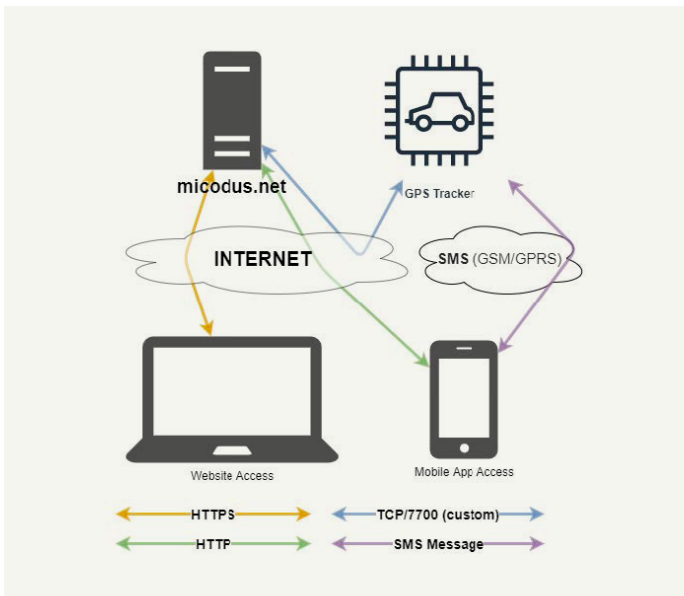 micodus.net
GPS Tracker
INTERNET
SMS (GSM/GPRS)
Website Access
Mobile App Access
HTTPS
TCP/7700 (custom)
HTTP
SMS Message